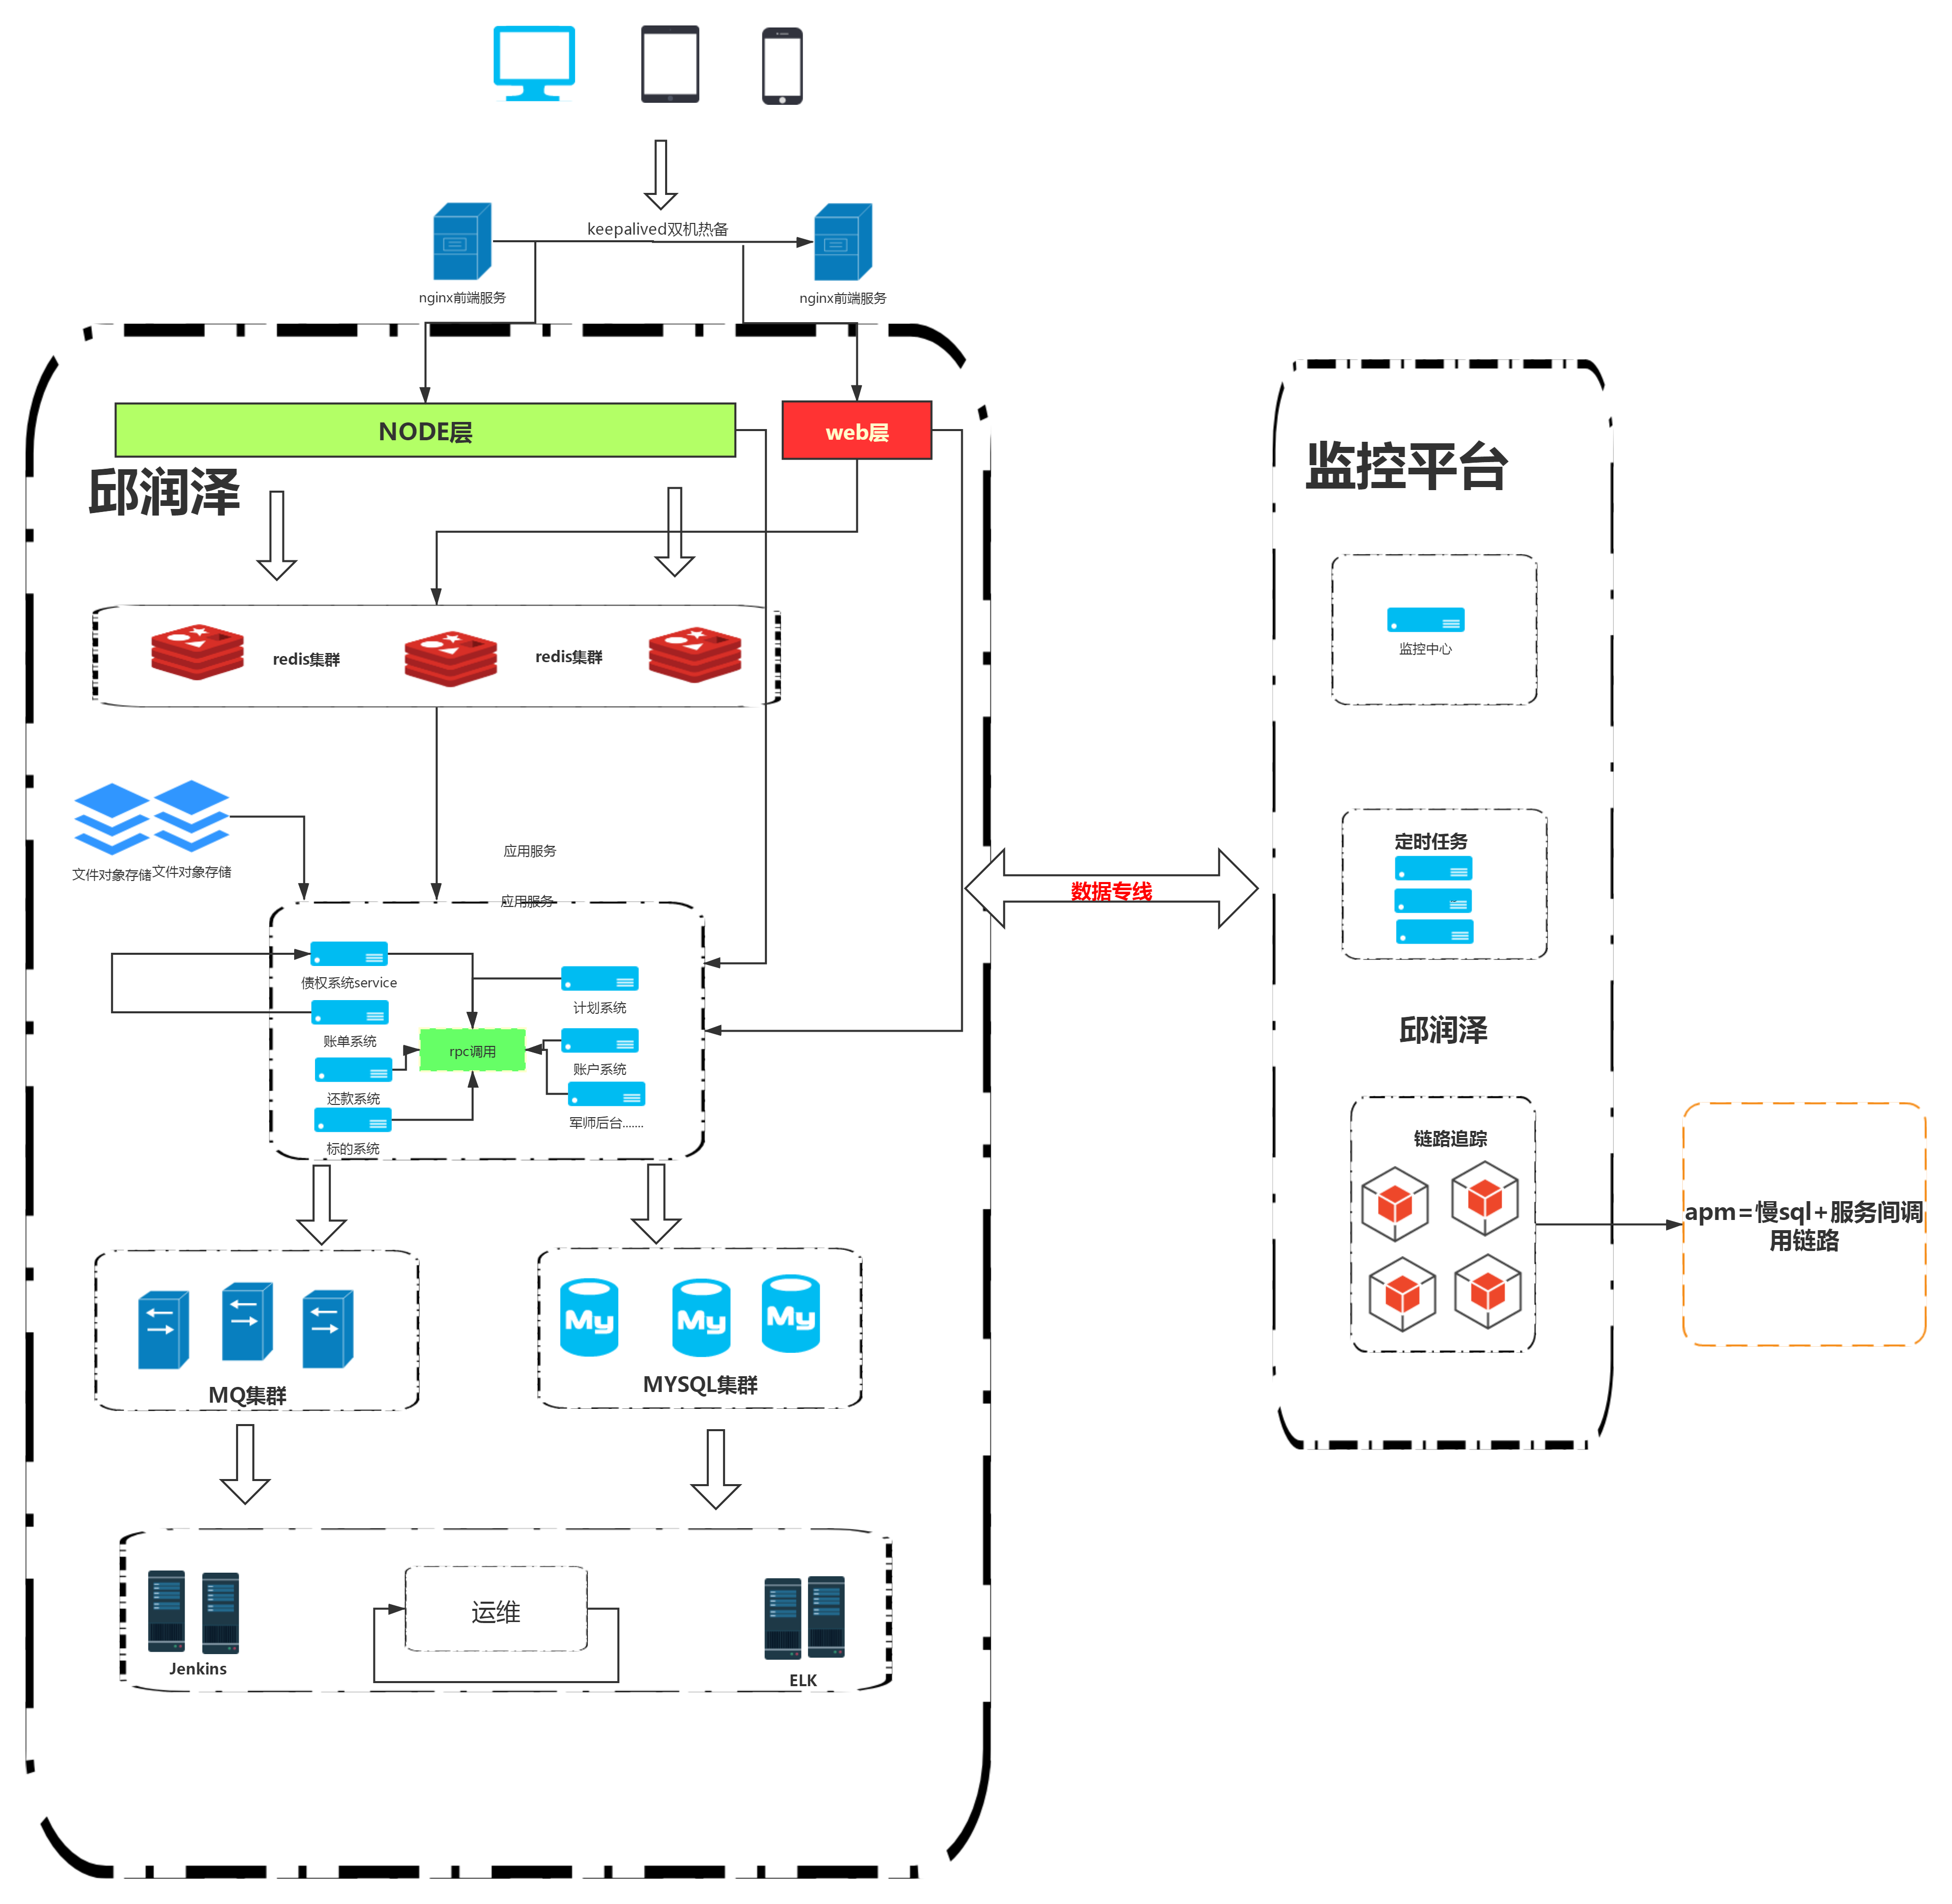 keepalived双机热备
nginx前端服务
nginx前端服务
NODE层
web层
邱润泽
redis集群
redis集群
文件对象存储
文件对象存储
应用服务
应用服务
债权系统service
计划系统
账单系统
rpc调用
账户系统
还款系统
军师后台......
标的系统
MQ集群
MYSQL集群
运维
Jenkins
ELK
数据专线
监控平台
监控中心
定时任务
邱润泽
链路追踪
apm=慢sql+服务间调
用链路
My
My
My